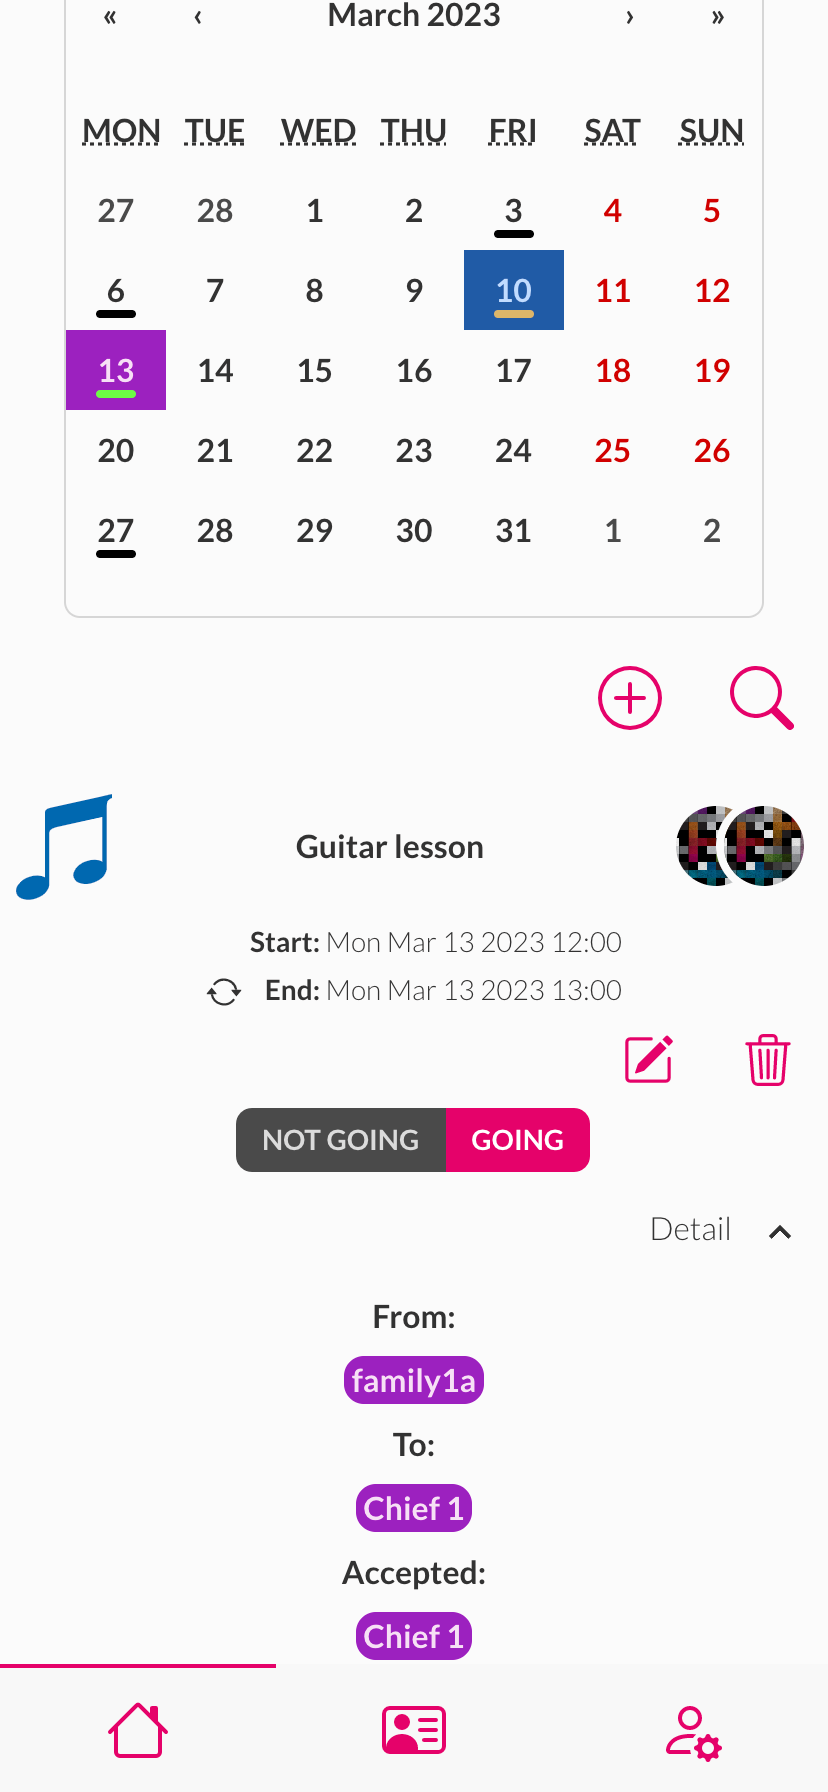 « ‹ March 2023 › »
MON TUE WED THU FRI SAT SUN
27 28 1 2 3 4 5
6 7 8 9 10 11 12
13 14 15 16 17 18 19
20 21 22 23 24 25 26
27 28 29 30 31 1 2
Guitar lesson
Start: Mon Mar 13 2023 12:00
End: Mon Mar 13 2023 13:00
NOT GOING GOING
Detail
From:
family1a
To:
Chief 1
Accepted:
Chief 1